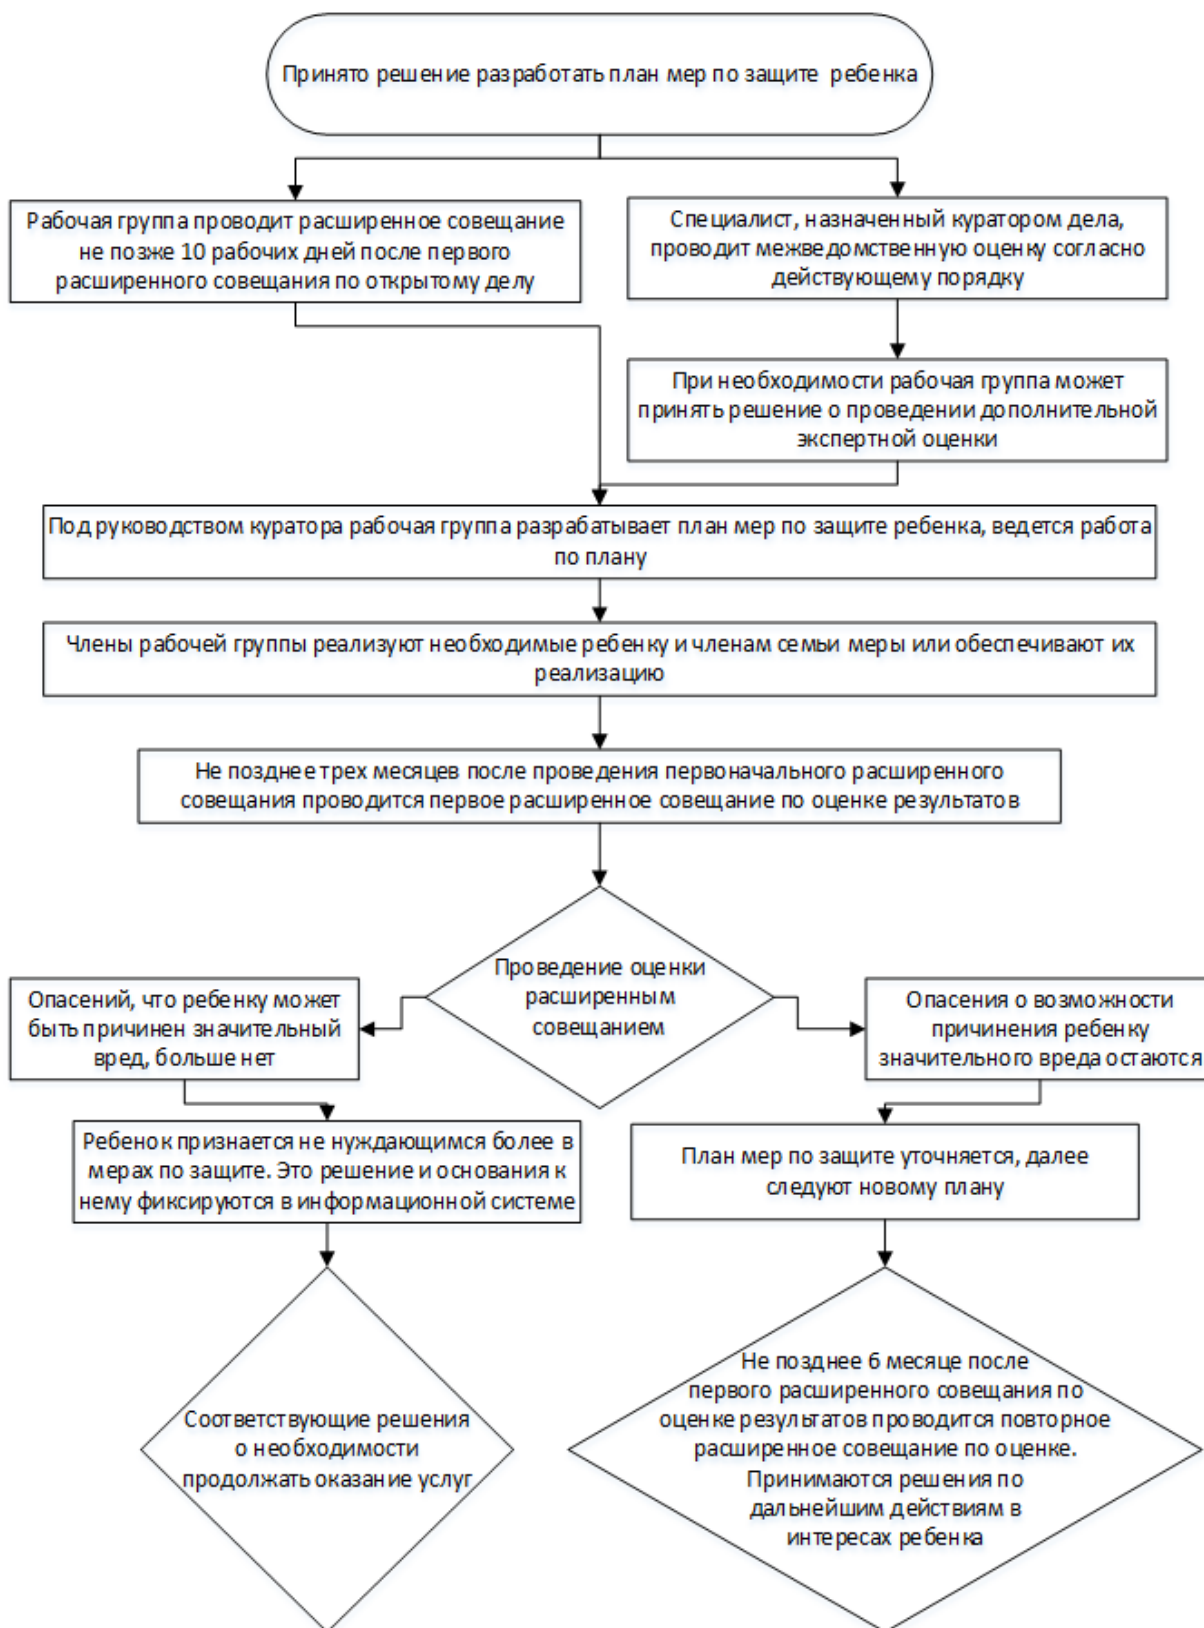 Принято решение разработать план мер по защите ребенка
Рабочая группа проводит расширенное совещание
не позже 10 рабочих дней после первого
расширенного совещания по открытому делу
Специалист, назначенный куратором дела,
проводит межведомственную оценку согласно
действующему порядку
При необходимости рабочая группа может
принять решение о проведении дополнительной
экспертной оценки
Под руководством куратора рабочая группа разрабатывает план мер по защите ребенка, ведется работа
по плану
Члены рабочей группы реализуют необходимые ребенку и членам семьи меры или обеспечивают их
реализацию
Не позднее трех месяцев после проведения первоначального расширенного
совещания проводится первое расширенное совещание по оценке результатов
Проведение оценки
расширенным
совещанием
Опасений, что ребенку может
быть причинен значительный
вред, больше нет
Опасения о возможности
причинения ребенку
значительного вреда остаются
Ребенок признается не нуждающимся более в
мерах по защите. Это решение и основания к
нему фиксируются в информационной системе
План мер по защите уточняется, далее
следуют новому плану
Соответствующие решения
о необходимости
продолжать оказание услуг
Не позднее 6 месяце после
первого расширенного совещания по
оценке результатов проводится повторное
расширенное совещание по оценке.
Принимаются решения по
дальнейшим действиям в
интересах ребенка